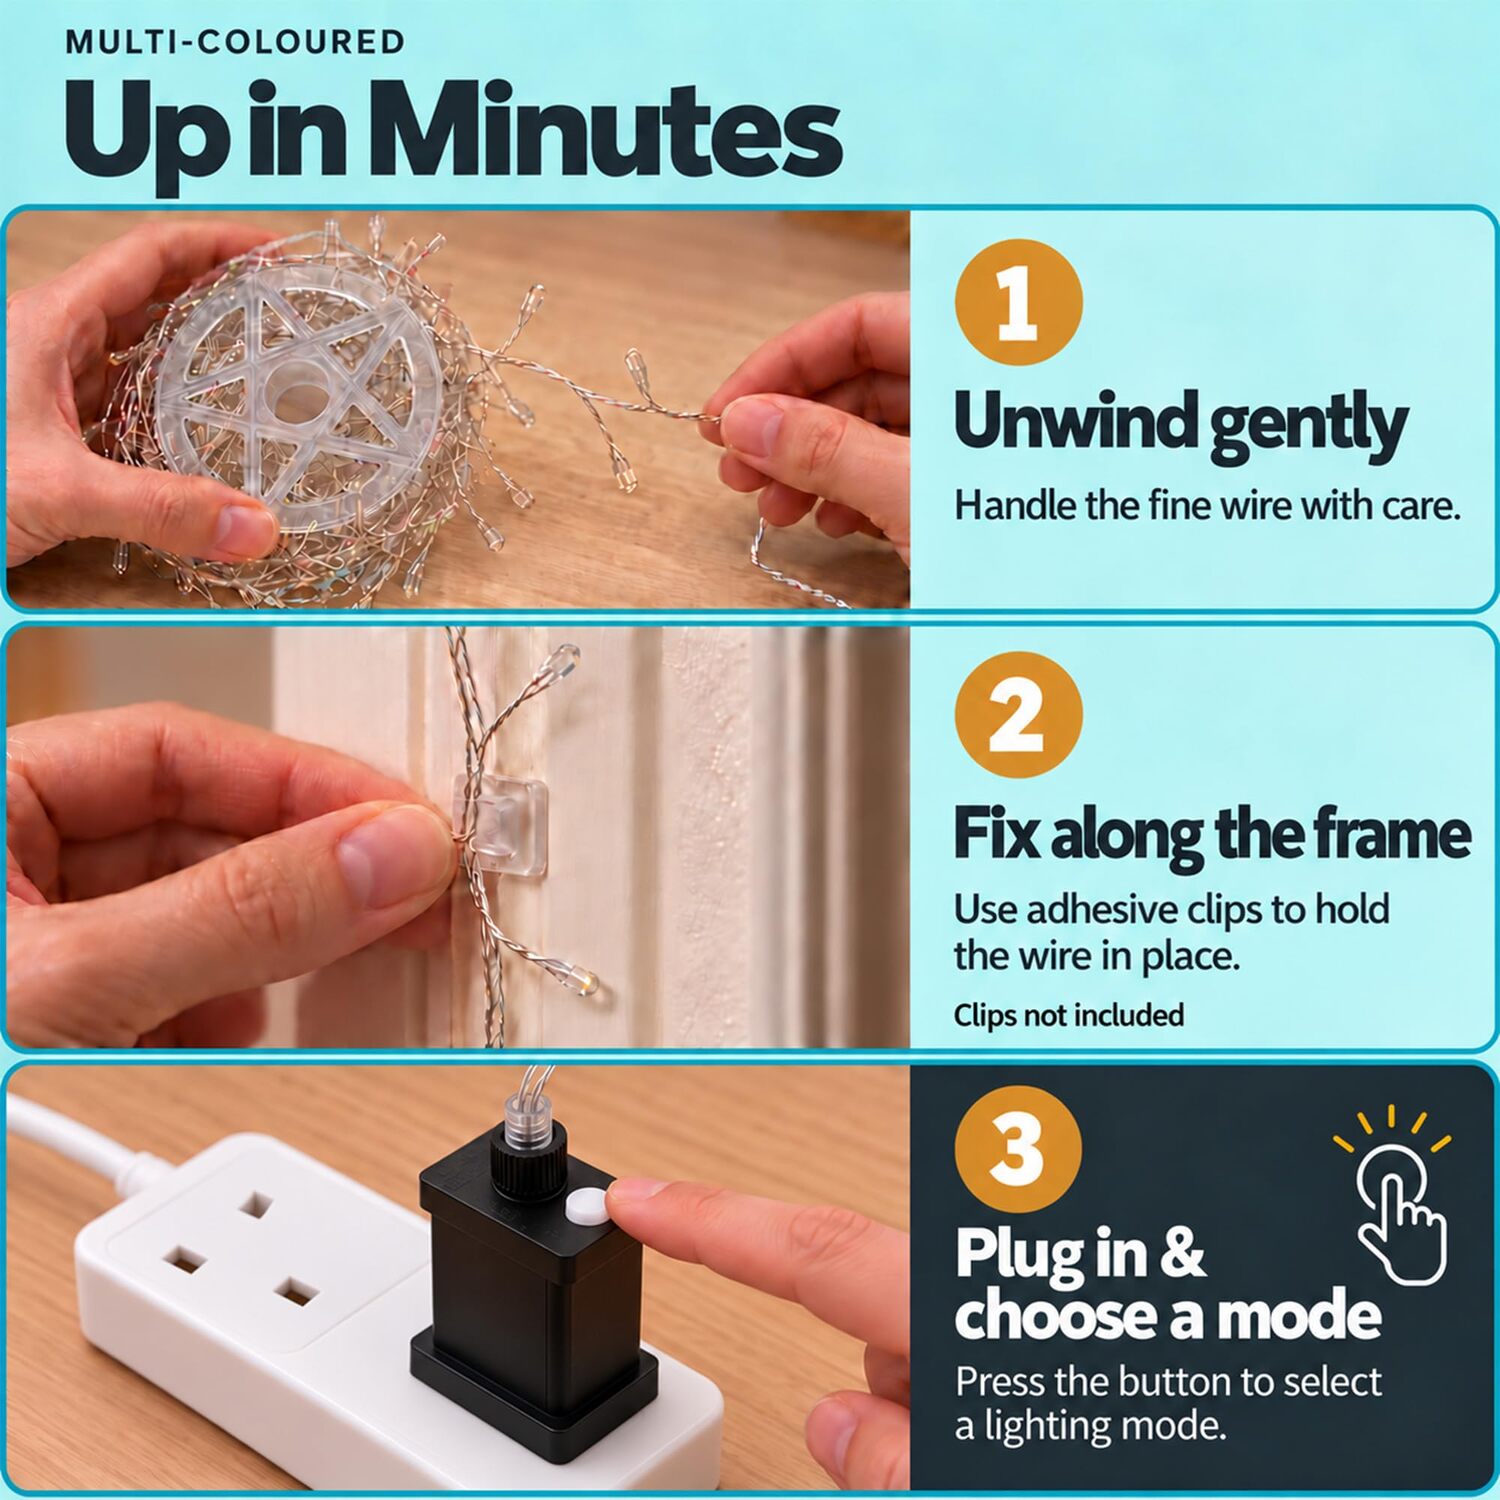 MULTI-COLOURED
Up in Minutes
1
Unwind gently
Handle the fine wire with care.
2
Fix along the frame
Use adhesive clips to hold
the wire in place.
Clips not included
3
Plug in &
choose a mode
Press the button to select
a lighting mode.